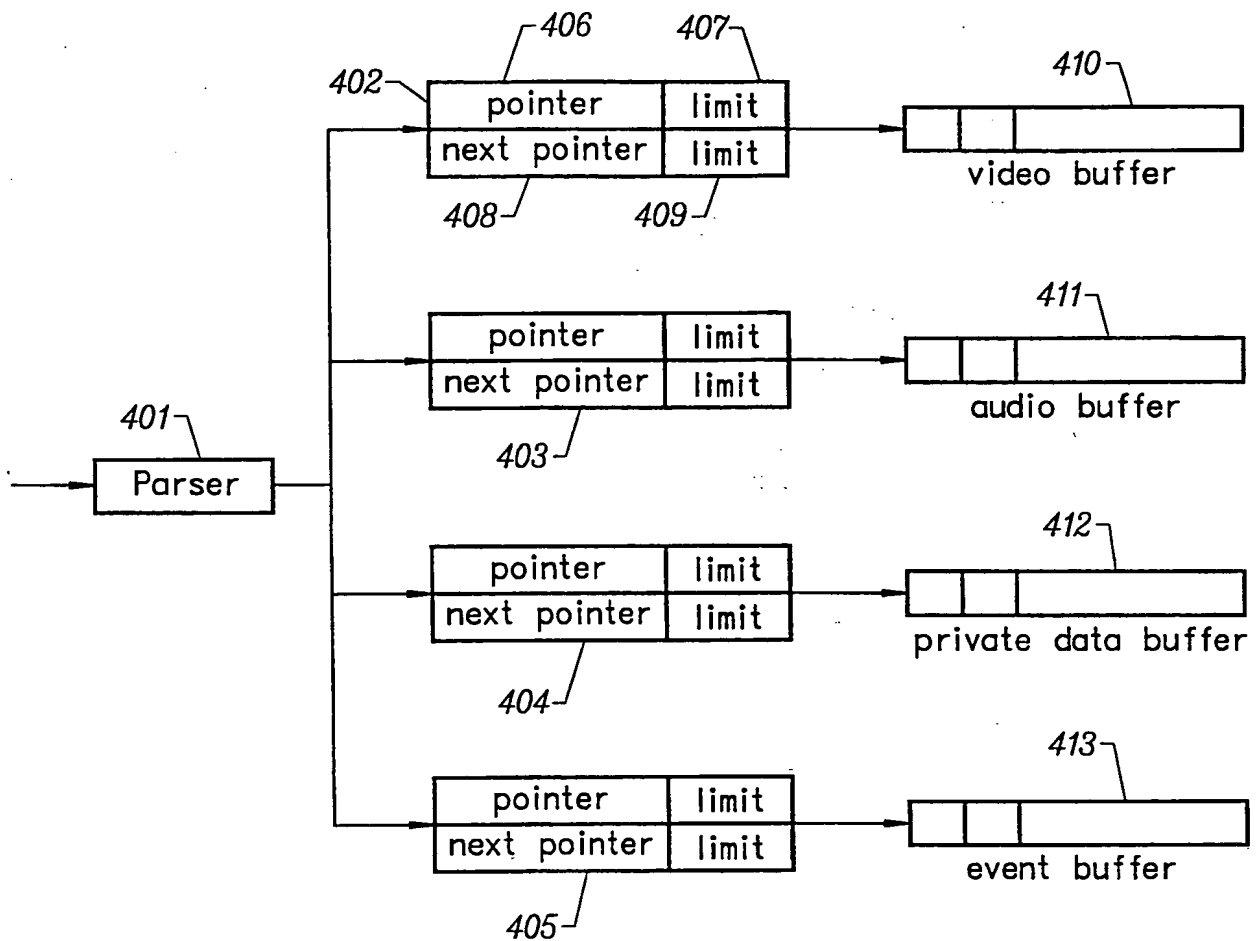 406 407
402 410
pointer limit
next pointer limit
video buffer
408 409
411
pointer limit
next pointer limit
audio buffer
401 403
Parser
412
pointer limit
next pointer limit
private data buffer
404
413
pointer limit
next pointer limit
event buffer
405